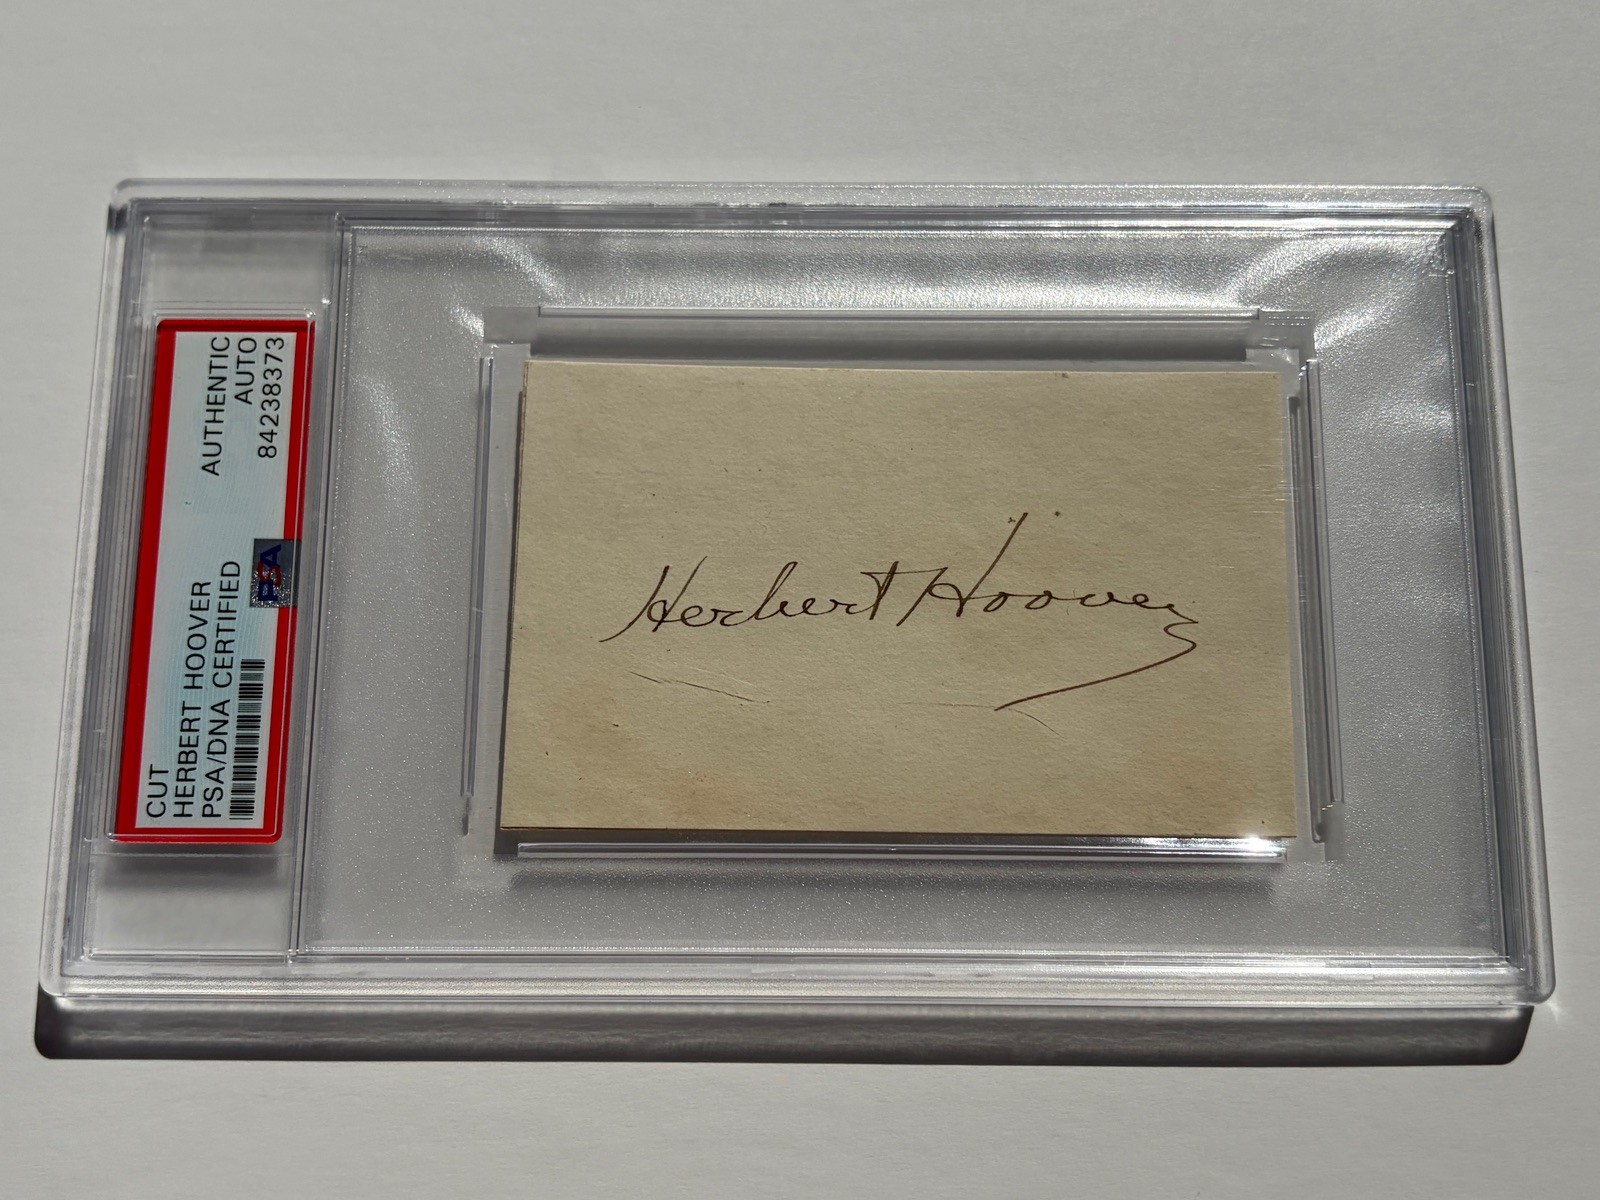 CUT
HERBERT HOOVER
PSA/DNA CERTIFIED
AUTHENTIC
AUTO
84238373
PSA
Herbert Hoover